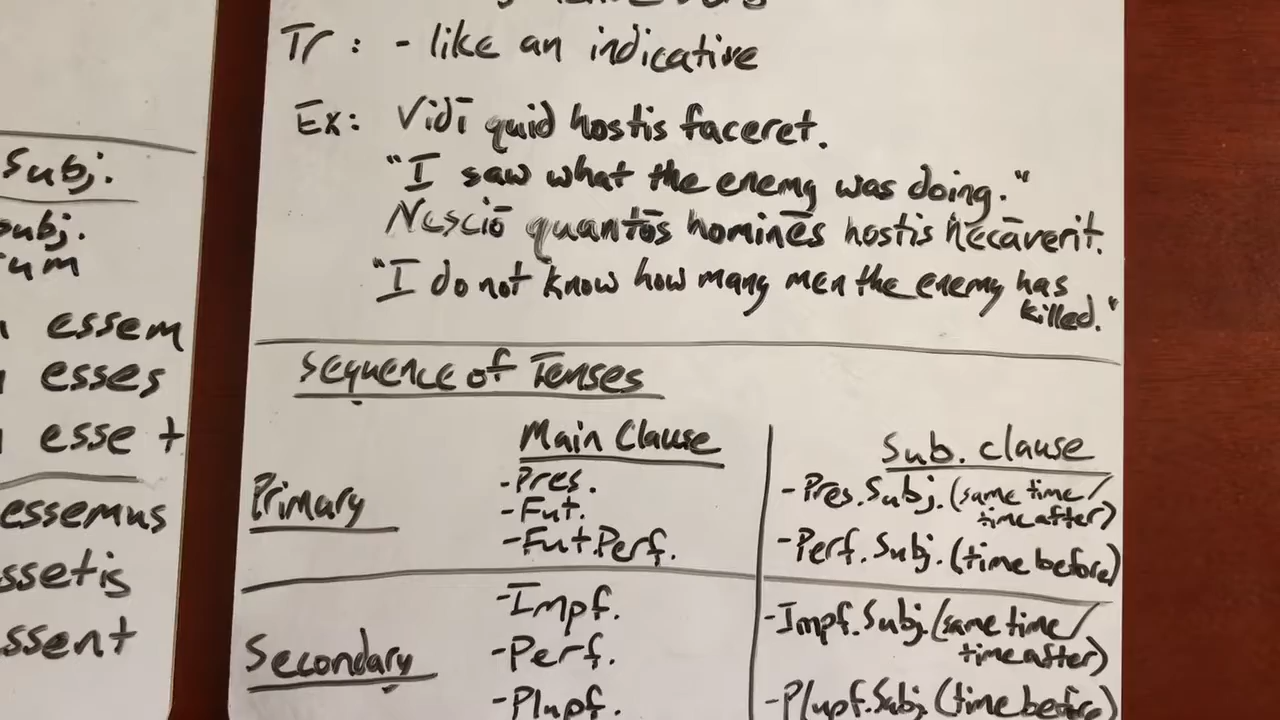 Subj.
subj.
essem
esses
esset
essemus
ssetis
ssent
Tr: - like an indicative
Ex: Vidī quid hostis faceret.
"I saw what the enemy was doing."
Nesciō quantōs hominēs hostis necāverit.
"I do not know how many men the enemy has
killed."
Sequence of Tenses
Main Clause
Sub. clause
Primary
-Pres.
-Fut.
-Fut.Perf.
-Pres.Subj.(same time/
time after)
-Perf.Subj.(time before)
Secondary
-Impf.
-Perf.
-Plupf.
-Impf.Subj.(same time/
time after)
-Plupf.Subj(time before)